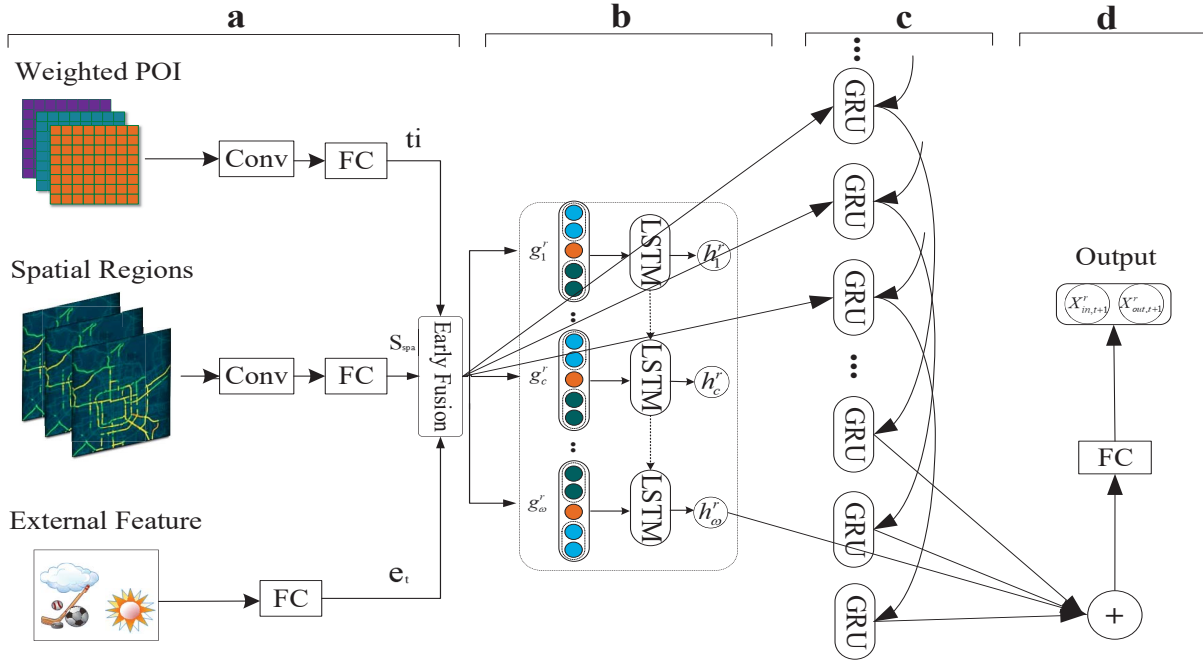 a
b
c
d
Weighted POI
Conv
FC
ti
Spatial Regions
Conv
FC
S_spa
Early Fusion
External Feature
FC
e_t
g_1^r
LSTM
h_1^r
g_c^r
LSTM
h_c^r
g_ω^r
LSTM
h_ω^r
GRU
GRU
GRU
GRU
GRU
GRU
Output
X_{in,t+1}^r X_{out,t+1}^r
FC
+